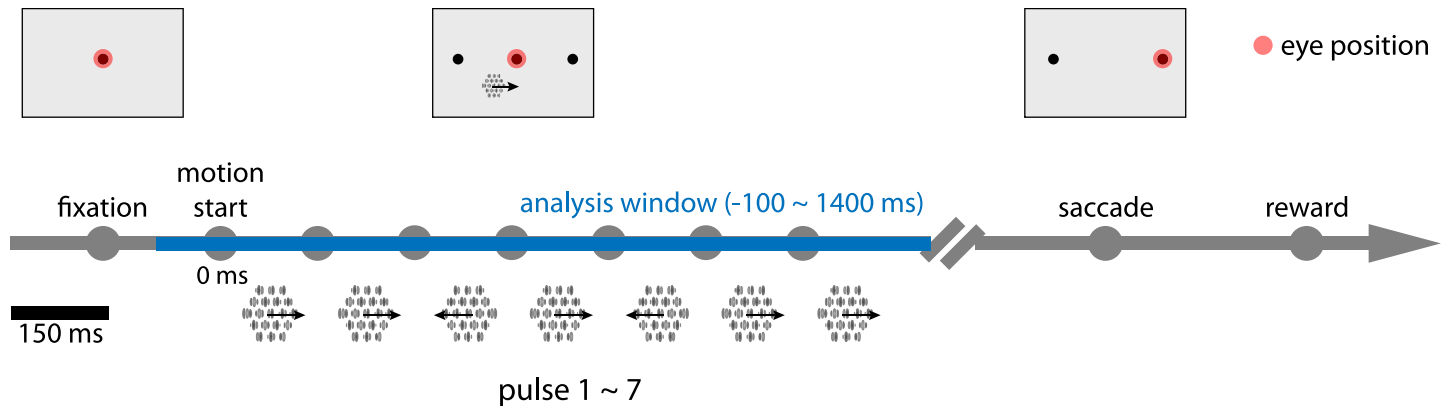 eye position
motion
start
fixation
analysis window (-100 ~ 1400 ms)
saccade
reward
0 ms
150 ms
pulse 1 ~ 7